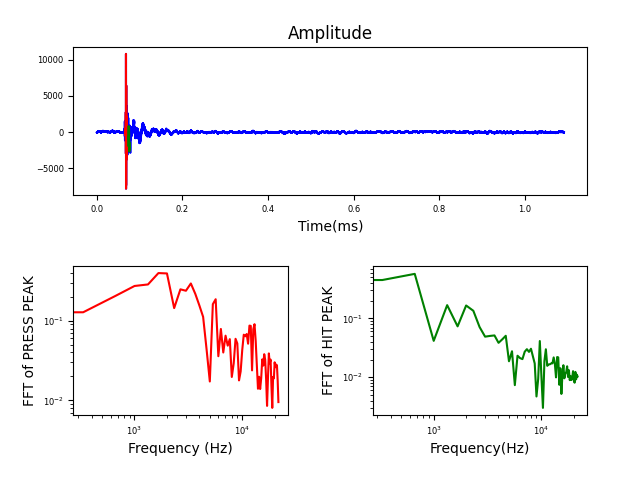 Amplitude
10000
5000
0
−5000
0.0 0.2 0.4 0.6 0.8 1.0
Time(ms)
FFT of PRESS PEAK
10⁻¹
10⁻²
10³ 10⁴
Frequency (Hz)
FFT of HIT PEAK
10⁻¹
10⁻²
10³ 10⁴
Frequency(Hz)